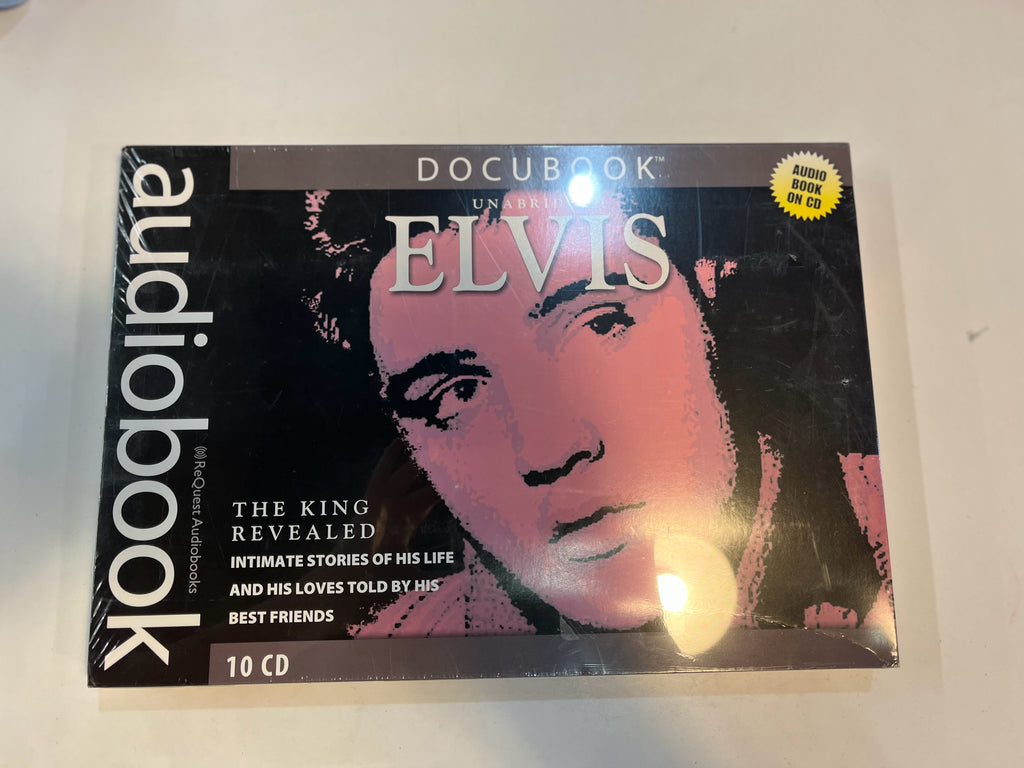 audiobook
ReQuest Audiobooks
DOCUBOOK™
UNABRIDGED
ELVIS
AUDIO
BOOK
ON CD
THE KING
REVEALED
INTIMATE STORIES OF HIS LIFE
AND HIS LOVES TOLD BY HIS
BEST FRIENDS
10 CD